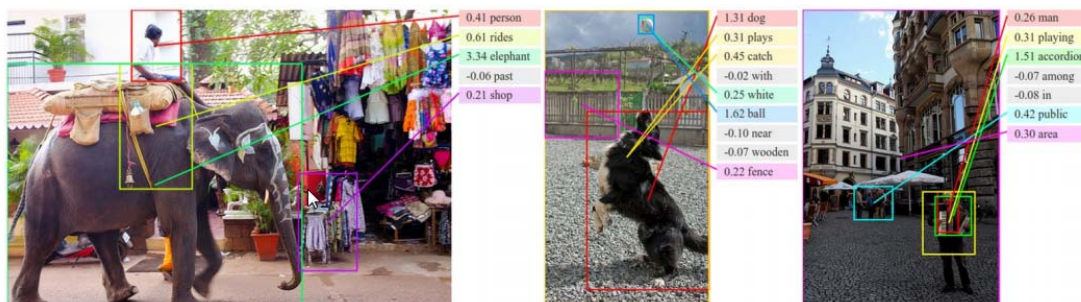 0.41 person
0.61 rides
3.34 elephant
-0.06 past
0.21 shop
1.31 dog
0.31 plays
0.45 catch
-0.02 with
0.25 white
1.62 ball
-0.10 near
-0.07 wooden
0.22 fence
0.26 man
0.31 playing
1.51 accordion
-0.07 among
-0.08 in
0.42 public
0.30 area